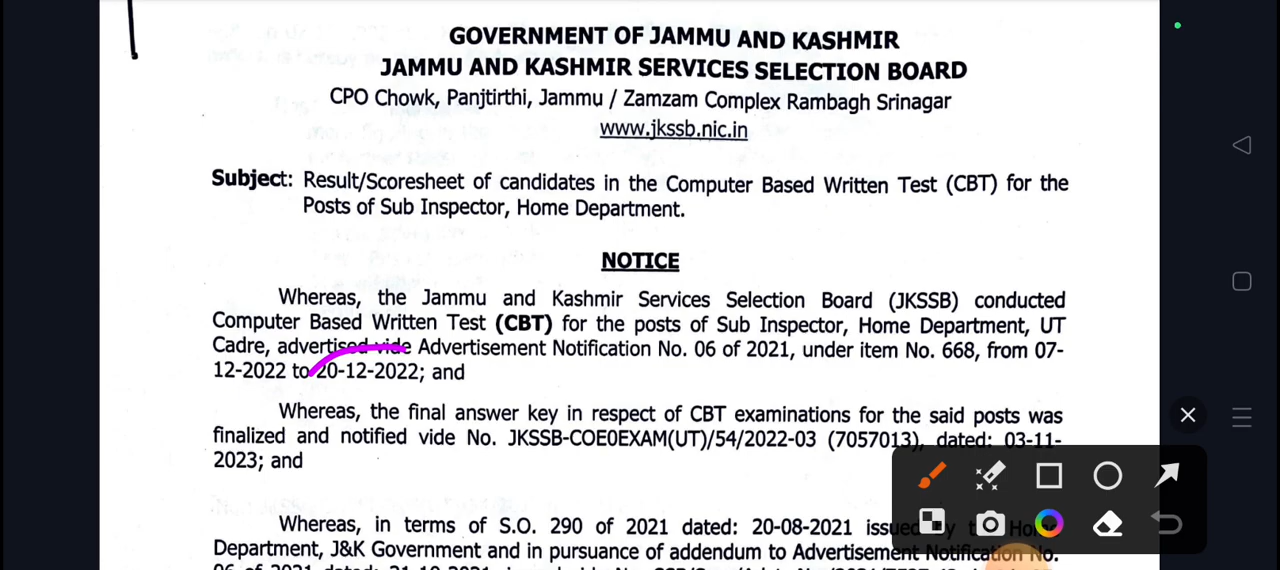 GOVERNMENT OF JAMMU AND KASHMIR
JAMMU AND KASHMIR SERVICES SELECTION BOARD
CPO Chowk, Panjtirthi, Jammu / Zamzam Complex Rambagh Srinagar
www.jkssb.nic.in
Subject: Result/Scoresheet of candidates in the Computer Based Written Test (CBT) for the
Posts of Sub Inspector, Home Department.
NOTICE
Whereas, the Jammu and Kashmir Services Selection Board (JKSSB) conducted
Computer Based Written Test (CBT) for the posts of Sub Inspector, Home Department, UT
Cadre, advertised vide Advertisement Notification No. 06 of 2021, under item No. 668, from 07-
12-2022 to 20-12-2022; and
Whereas, the final answer key in respect of CBT examinations for the said posts was
finalized and notified vide No. JKSSB-COE0EXAM(UT)/54/2022-03 (7057013), dated: 03-11-
2023; and
Whereas, in terms of S.O. 290 of 2021 dated: 20-08-2021 issued by the Home
Department, J&K Government and in pursuance of addendum to Advertisement Notification No.